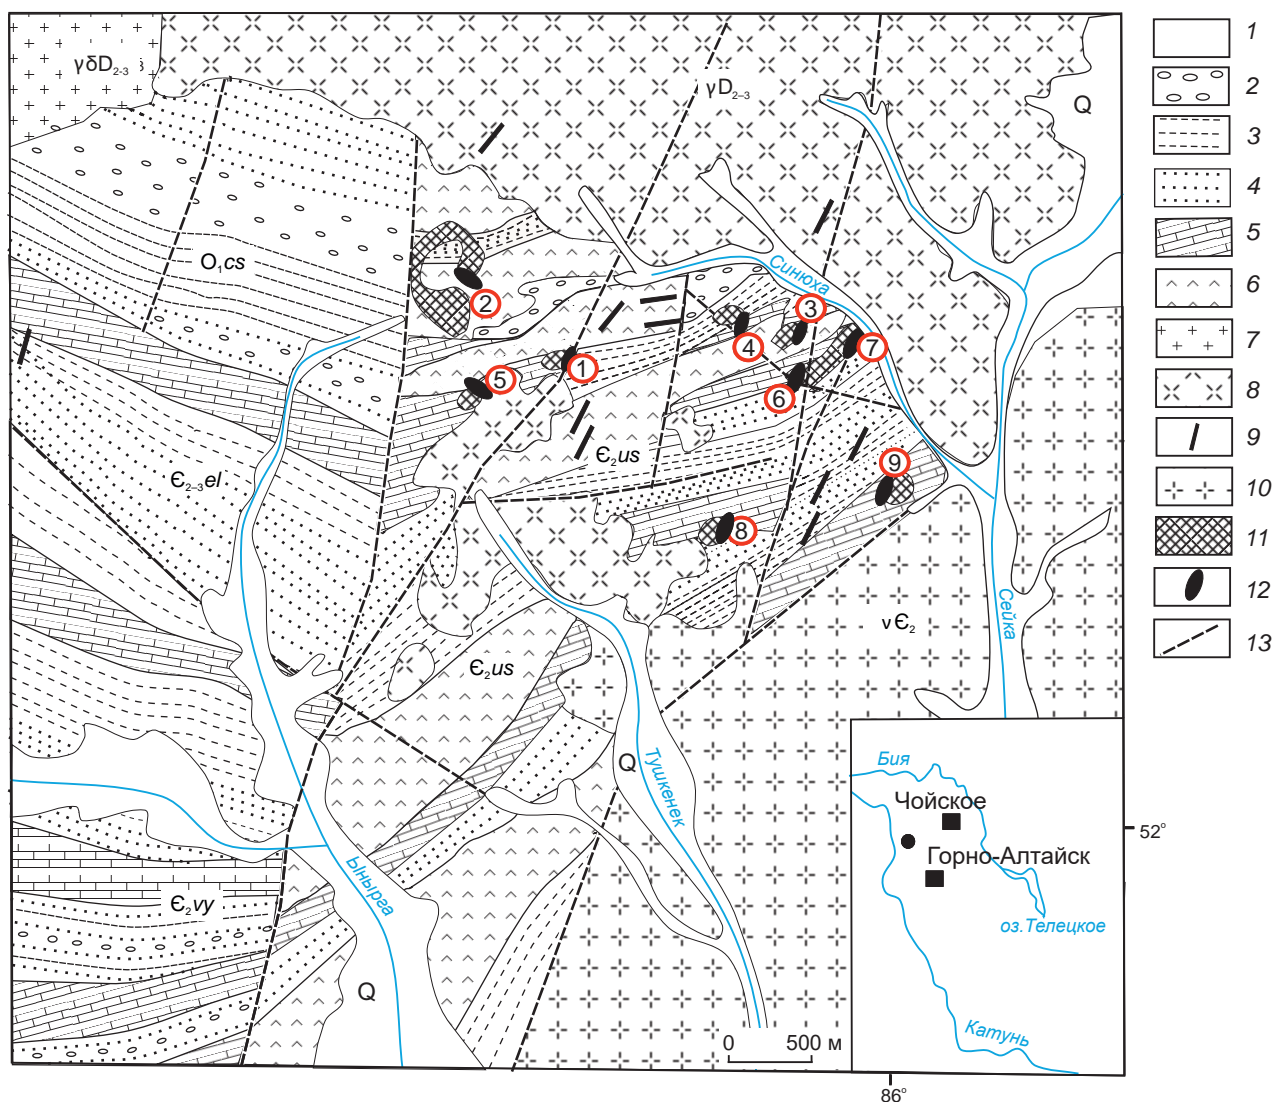 γδD₂₋₃
γD₂₋₃
Q
O₁cs
Синюха
2
3
4
7
1
5
6
Є₂us
9
Є₂₋₃el
8
Сейка
νЄ₂
Є₂us
Q
Тушкенек
Ынырга
Є₂vy
Q
0 500 м
Бия
Чойское
Горно-Алтайск
оз.Телецкое
Катунь
52°
86°
1
2
3
4
5
6
7
8
9
10
11
12
13